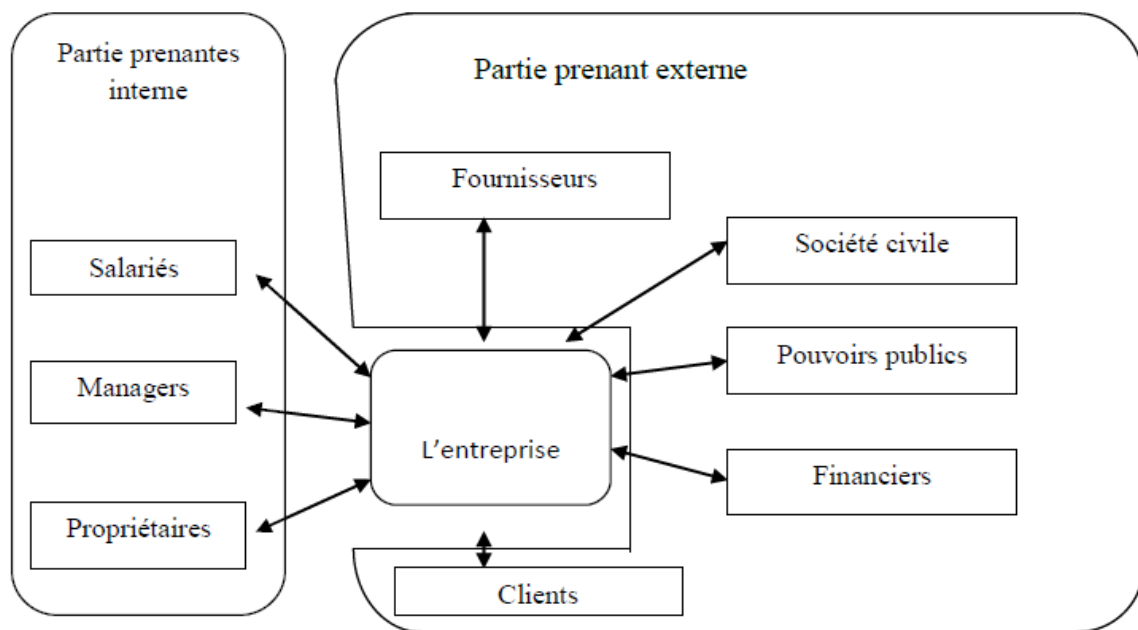 Partie prenantes
interne
Partie prenant externe
Fournisseurs
Société civile
Salariés
Pouvoirs publics
Managers
L'entreprise
Financiers
Propriétaires
Clients